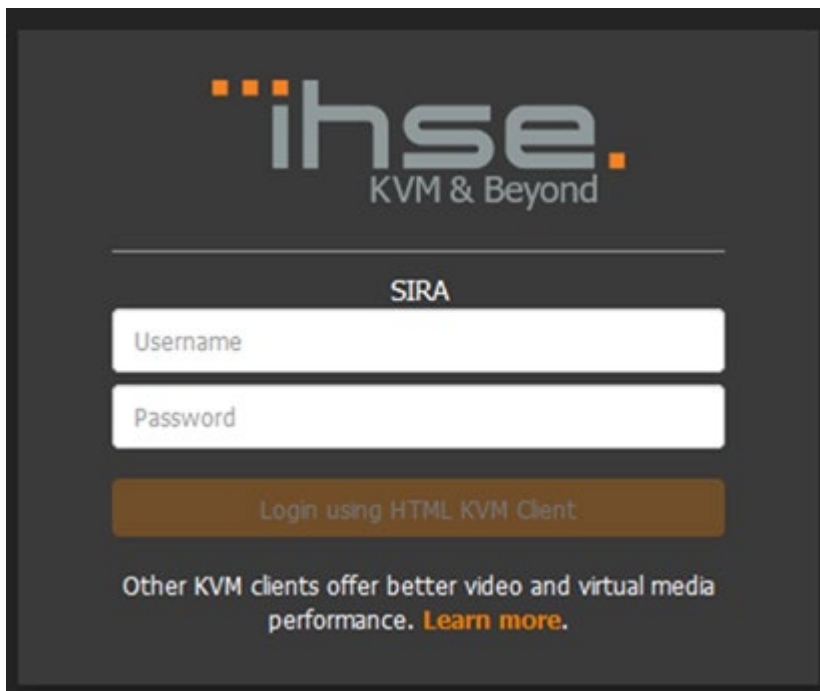 ihse.
KVM & Beyond
SIRA
Username
Password
Login using HTML KVM Client
Other KVM clients offer better video and virtual media
performance. Learn more.